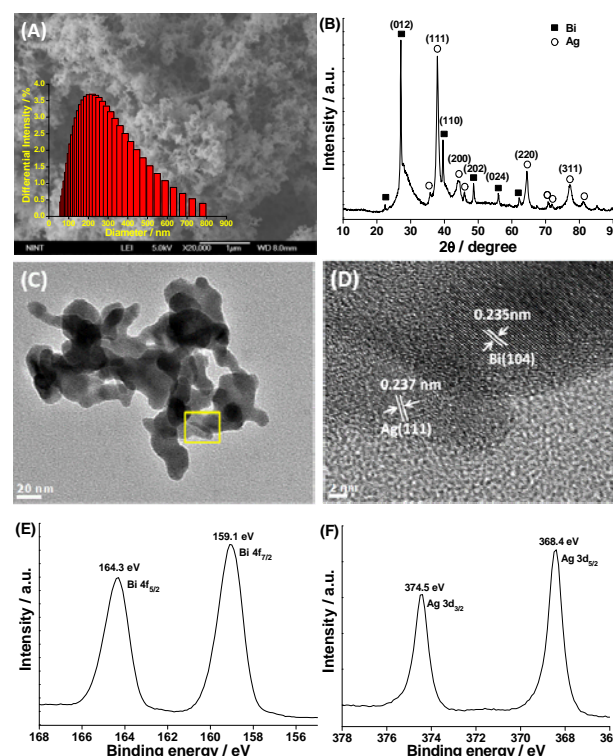 (A)
Differential Intensity / %
4.0
3.5
3.0
2.5
2.0
1.5
1.0
0.5
0.0
0 100 200 300 400 500 600 700 800 900
Diameter / nm
NINT LEI 5.0kV X20,000 1μm WD 8.0mm
(B)
Intensity / a.u.
■ Bi
○ Ag
(012)
(111)
(110)
(200)
(202)
(024)
(220)
(311)
10 20 30 40 50 60 70 80 90
2θ / degree
(C)
20 nm
(D)
0.235nm
Bi(104)
0.237 nm
Ag(111)
2 nm
(E)
Intensity / a.u.
159.1 eV
Bi 4f7/2
164.3 eV
Bi 4f5/2
168 164 162 160 158 156
Binding energy / eV
(F)
Intensity / a.u.
368.4 eV
Ag 3d5/2
374.5 eV
Ag 3d3/2
378 376 374 372 370 368 366
Binding energy / eV